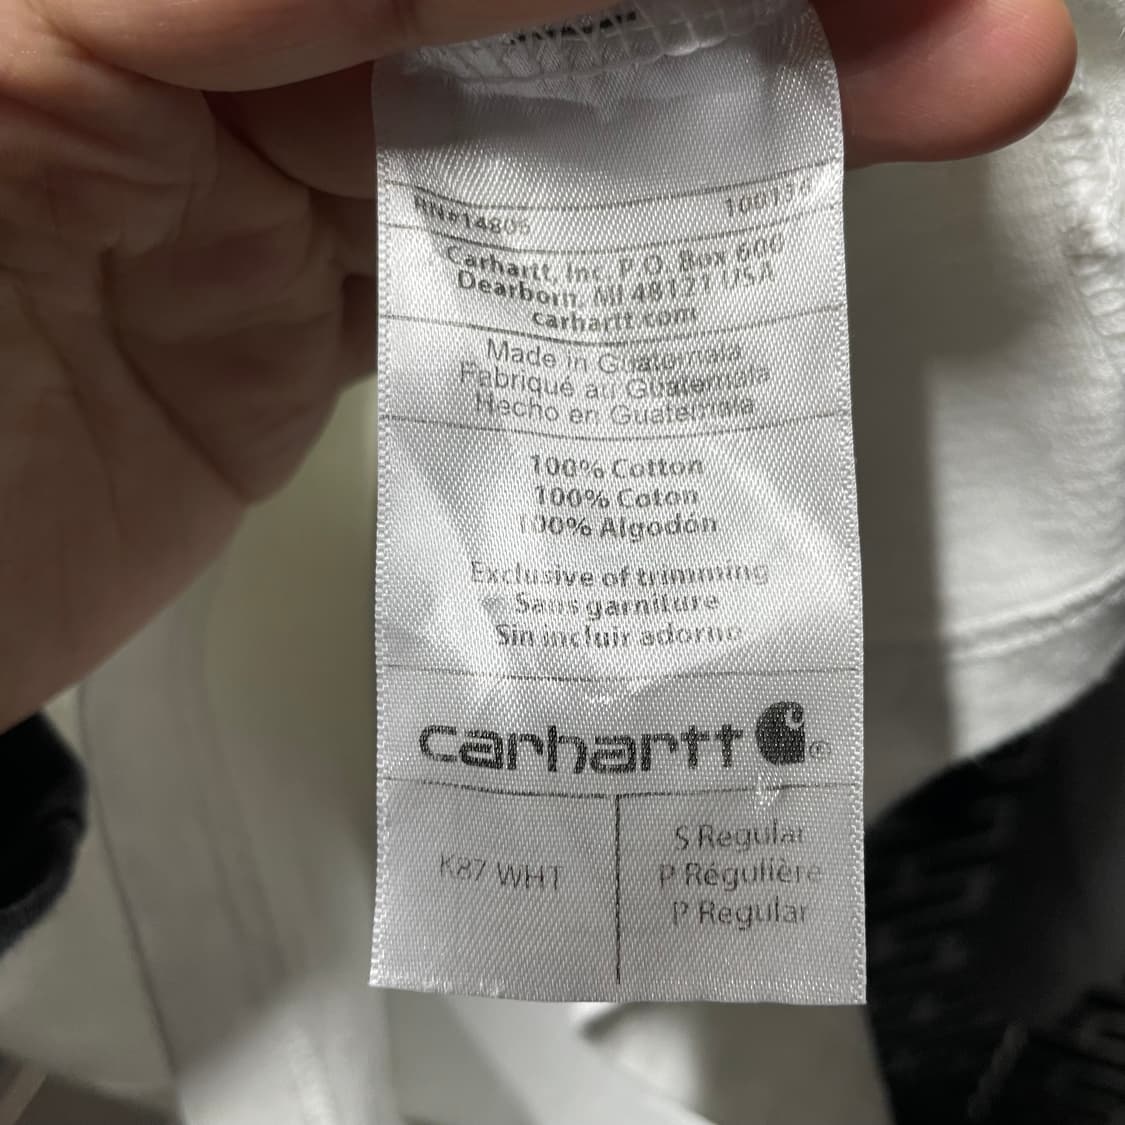 RN#14806
Carhartt, Inc. P.O. Box 600
Dearborn, MI 48121 USA
carhartt.com
Made in Guatemala
Fabriqué au Guatemala
Hecho en Guatemala
100% Cotton
100% Coton
100% Algodón
Exclusive of trimming
Sans garniture
Sin incluir adorno
carhartt
K87 WHT
S Regular
P Régulière
P Regular